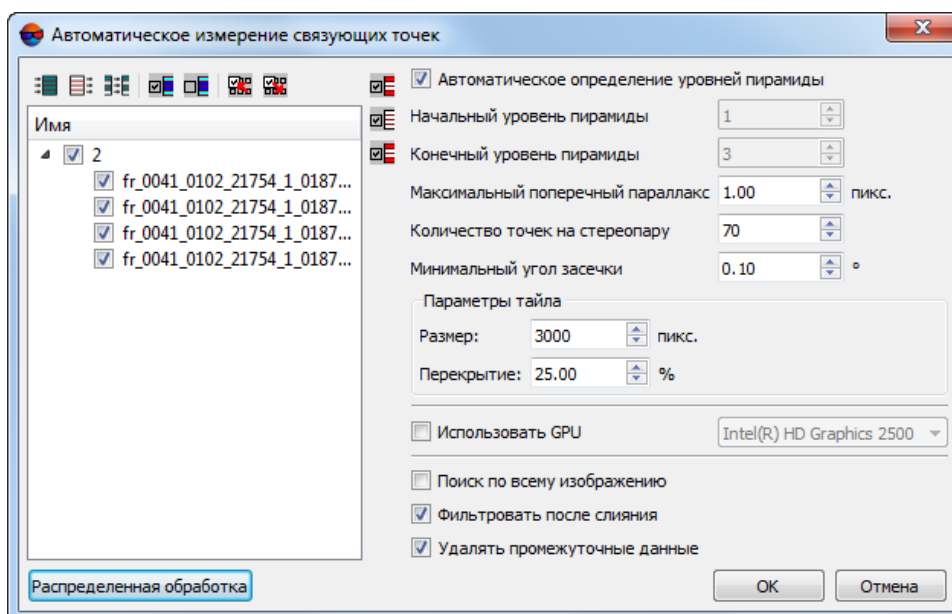 Автоматическое измерение связующих точек
Имя
2
fr_0041_0102_21754_1_0187...
fr_0041_0102_21754_1_0187...
fr_0041_0102_21754_1_0187...
fr_0041_0102_21754_1_0187...
Автоматическое определение уровней пирамиды
Начальный уровень пирамиды 1
Конечный уровень пирамиды 3
Максимальный поперечный параллакс 1.00 пикс.
Количество точек на стереопару 70
Минимальный угол засечки 0.10 °
Параметры тайла
Размер: 3000 пикс.
Перекрытие: 25.00 %
Использовать GPU Intel(R) HD Graphics 2500
Поиск по всему изображению
Фильтровать после слияния
Удалять промежуточные данные
Распределенная обработка OK Отмена